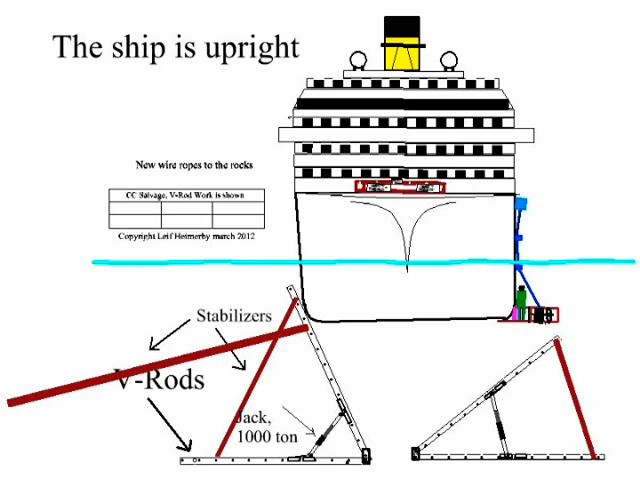 The ship is upright
New wire ropes to the rocks
CC Salvage, V-Rod Work is shown
Copyright Leif Heimerby march 2012
Stabilizers
V-Rods
Jack,
1000 ton